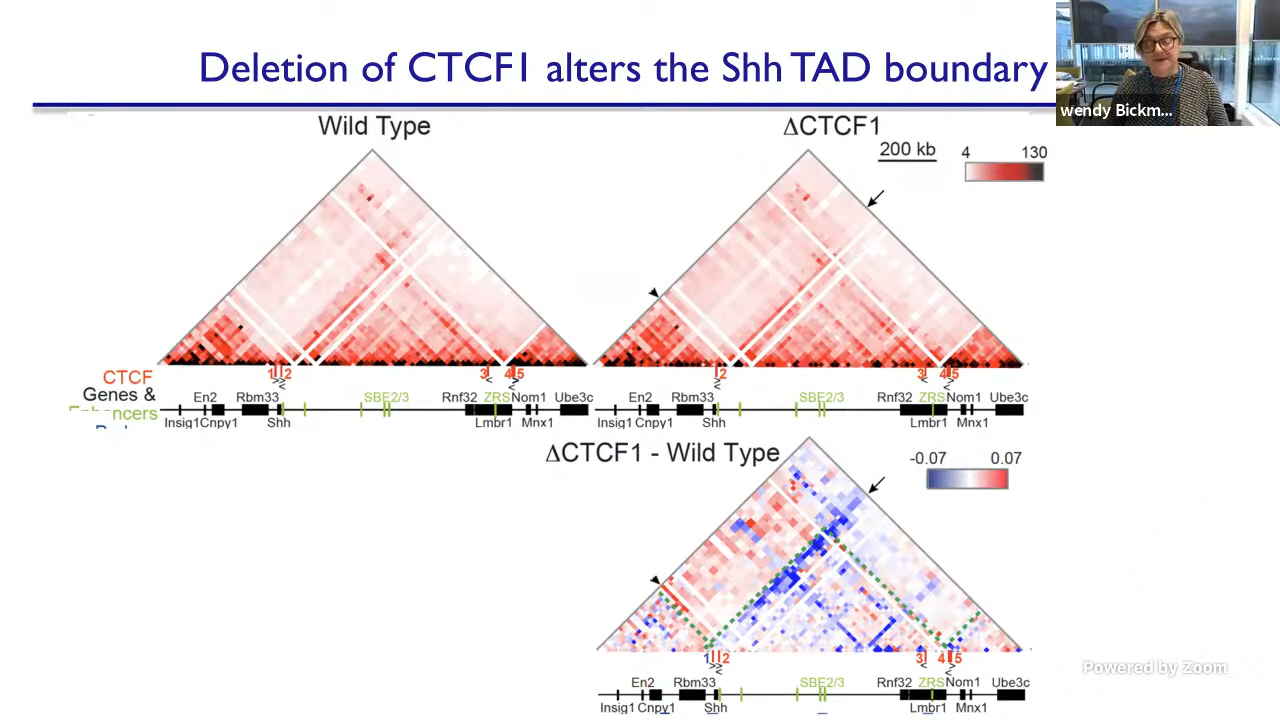 Deletion of CTCF1 alters the Shh TAD boundary
wendy Bickm...
Wild Type
ΔCTCF1
200 kb
4 130
CTCF
1 2 3 4 5
2 3 4 5
Genes &
Enhancers
En2 Rbm33 SBE2/3 Rnf32 ZRS Nom1 Ube3c
Insig1 Cnpy1 Shh Lmbr1 Mnx1
En2 Rbm33 SBE2/3 Rnf32 ZRS Nom1 Ube3c
Insig1 Cnpy1 Shh Lmbr1 Mnx1
ΔCTCF1 - Wild Type
-0.07 0.07
1 2 3 4 5
En2 Rbm33 SBE2/3 Rnf32 ZRS Nom1 Ube3c
Insig1 Cnpy1 Shh Lmbr1 Mnx1
Powered by Zoom